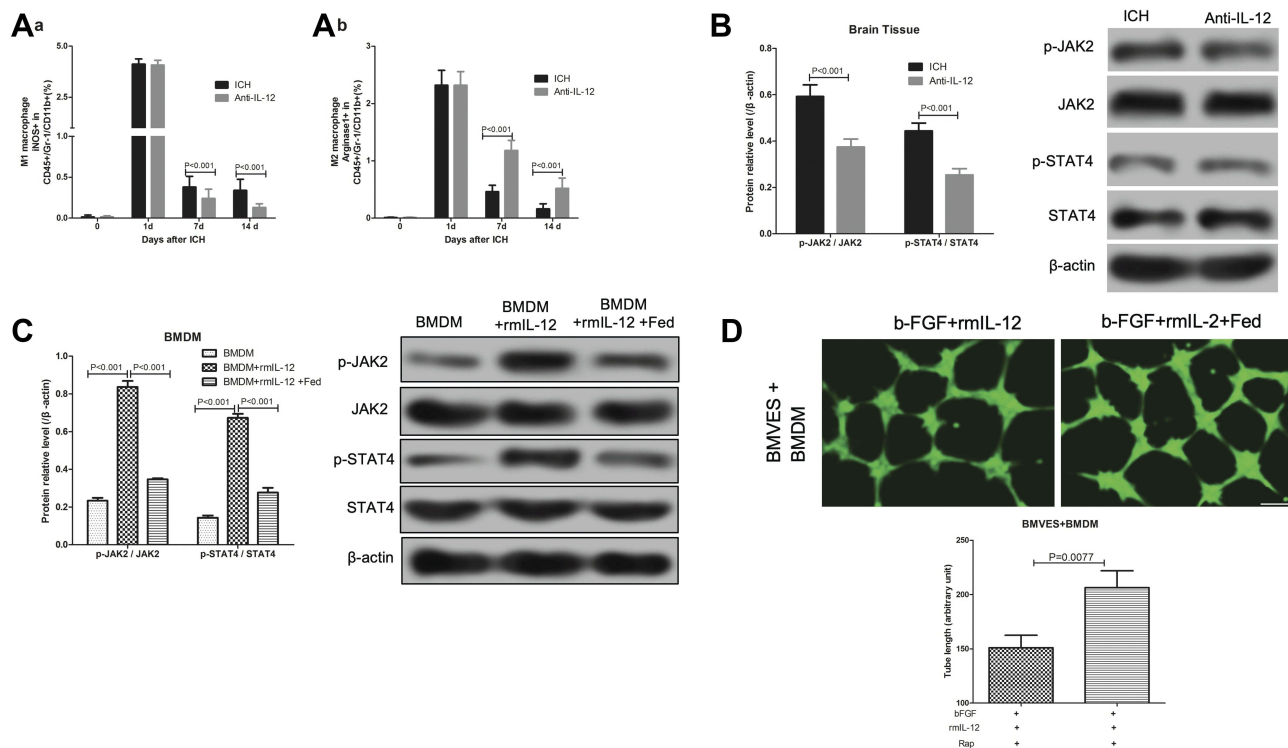 Aa
M1 macrophage
iNOS+ in
CD45+/Gr-1/CD11b+(%)
5.0
2.5
1.0
0.5
0.0
ICH
Anti-IL-12
P<0.001
P<0.001
0
1d
7d
14 d
Days after ICH
Ab
M2 macrophage
Arginase1+ in
CD45+/Gr-1/CD11b+(%)
3
2
1
0
ICH
Anti-IL-12
P<0.001
P<0.001
0
1d
7d
14 d
Days after ICH
B
Brain Tissue
Protein relative level (/β -actin)
0.8
0.6
0.4
0.2
0.0
ICH
Anti-IL-12
P<0.001
P<0.001
p-JAK2 / JAK2
p-STAT4 / STAT4
ICH
Anti-IL-12
p-JAK2
JAK2
p-STAT4
STAT4
β-actin
C
BMDM
Protein relative level (/β -actin)
1.0
0.8
0.6
0.4
0.2
0.0
BMDM
BMDM+rmIL-12
BMDM+rmIL-12 +Fed
P<0.001
P<0.001
P<0.001
P<0.001
p-JAK2 / JAK2
p-STAT4 / STAT4
BMDM
BMDM
+rmIL-12
BMDM
+rmIL-12 +Fed
p-JAK2
JAK2
p-STAT4
STAT4
β-actin
D
b-FGF+rmIL-12
b-FGF+rmIL-2+Fed
BMVES +
BMDM
BMVES+BMDM
Tube length (arbitrary unit)
250
200
150
100
P=0.0077
bFGF + +
rmIL-12 + +
Rap + +